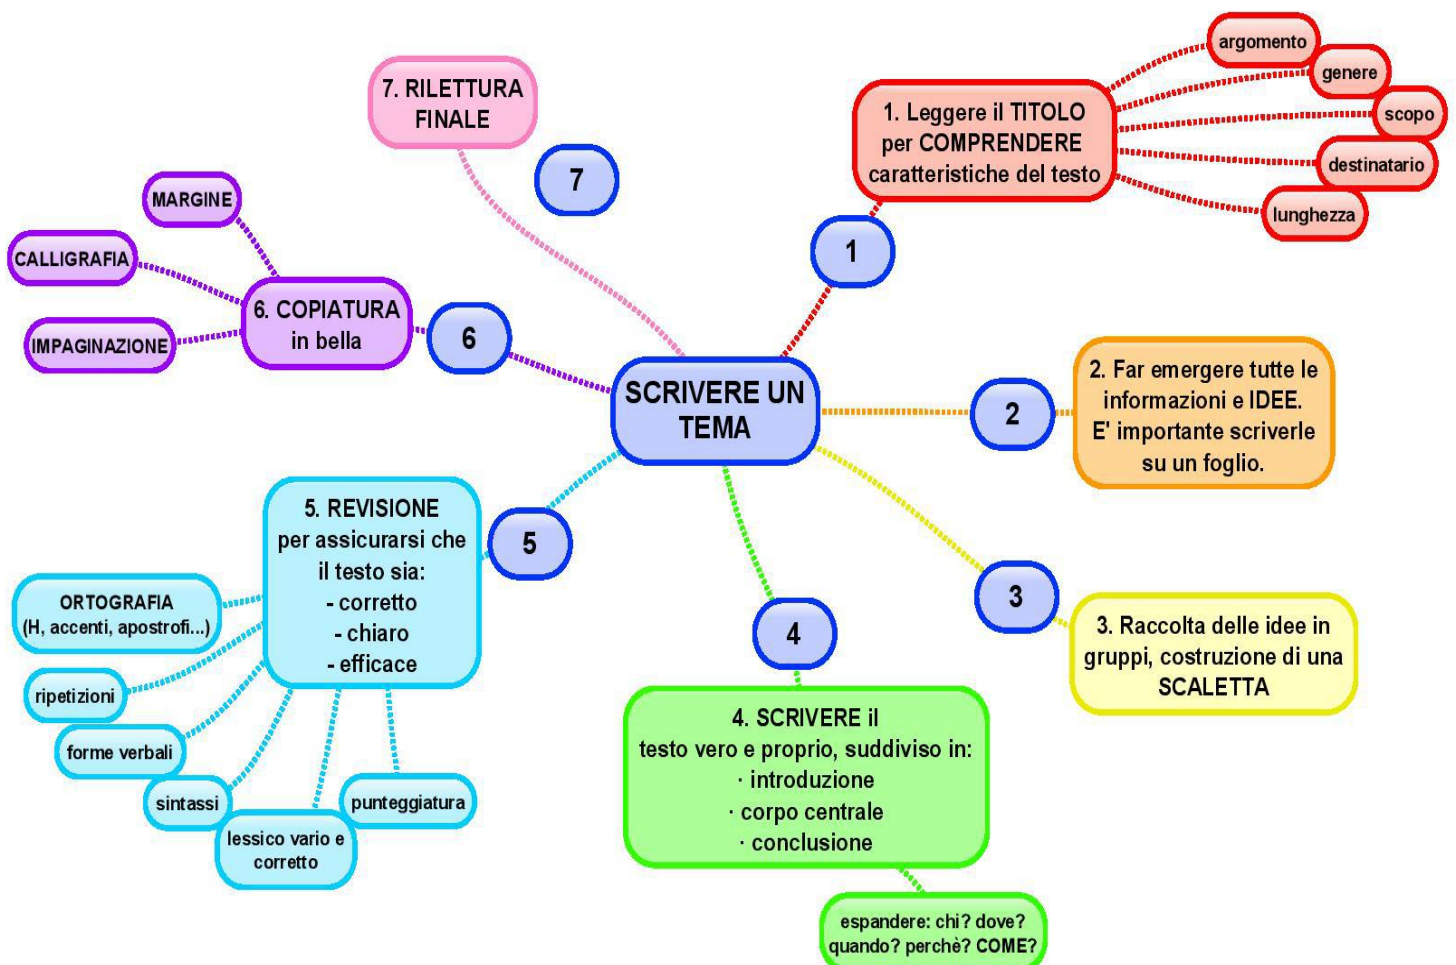 SCRIVERE UN
TEMA
1
1. Leggere il TITOLO
per COMPRENDERE
caratteristiche del testo
argomento
genere
scopo
destinatario
lunghezza
2
2. Far emergere tutte le
informazioni e IDEE.
E' importante scriverle
su un foglio.
3
3. Raccolta delle idee in
gruppi, costruzione di una
SCALETTA
4
4. SCRIVERE il
testo vero e proprio, suddiviso in:
· introduzione
· corpo centrale
· conclusione
espandere: chi? dove?
quando? perchè? COME?
5
5. REVISIONE
per assicurarsi che
il testo sia:
- corretto
- chiaro
- efficace
ORTOGRAFIA
(H, accenti, apostrofi...)
ripetizioni
forme verbali
sintassi
lessico vario e
corretto
punteggiatura
6
6. COPIATURA
in bella
MARGINE
CALLIGRAFIA
IMPAGINAZIONE
7
7. RILETTURA
FINALE